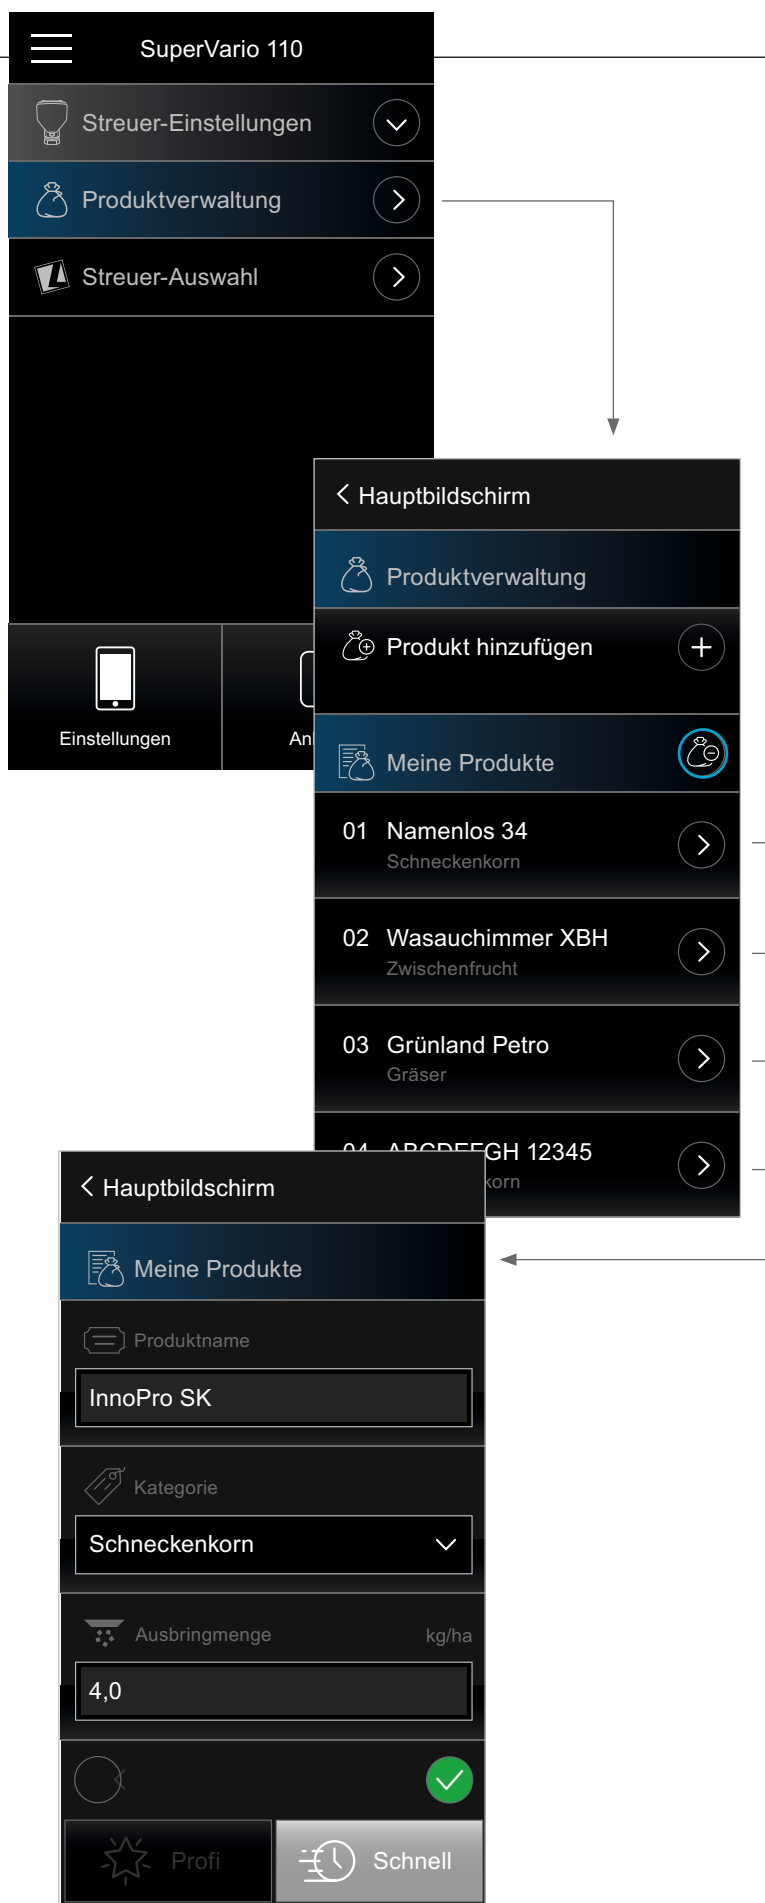 SuperVario 110
Streuer-Einstellungen
Produktverwaltung
Streuer-Auswahl
Einstellungen
Hauptbildschirm
Produktverwaltung
Produkt hinzufügen
Meine Produkte
01 Namenlos 34
Schneckenkorn
02 Wasauchimmer XBH
Zwischenfrucht
03 Grünland Petro
Gräser
04 ABCDEFGH 12345
Hauptbildschirm
Meine Produkte
Produktname
InnoPro SK
Kategorie
Schneckenkorn
Ausbringmenge kg/ha
4,0
Profi
Schnell